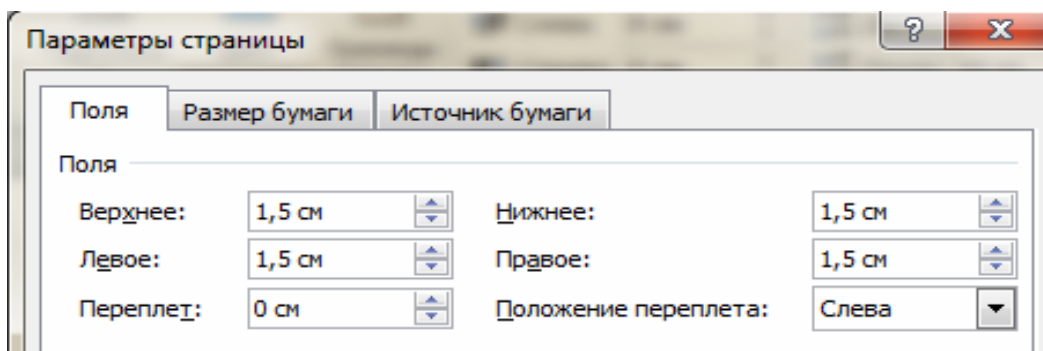 Параметры страницы
Поля Размер бумаги Источник бумаги
Поля
Верхнее: 1,5 см Нижнее: 1,5 см
Левое: 1,5 см Правое: 1,5 см
Переплет: 0 см Положение переплета: Слева